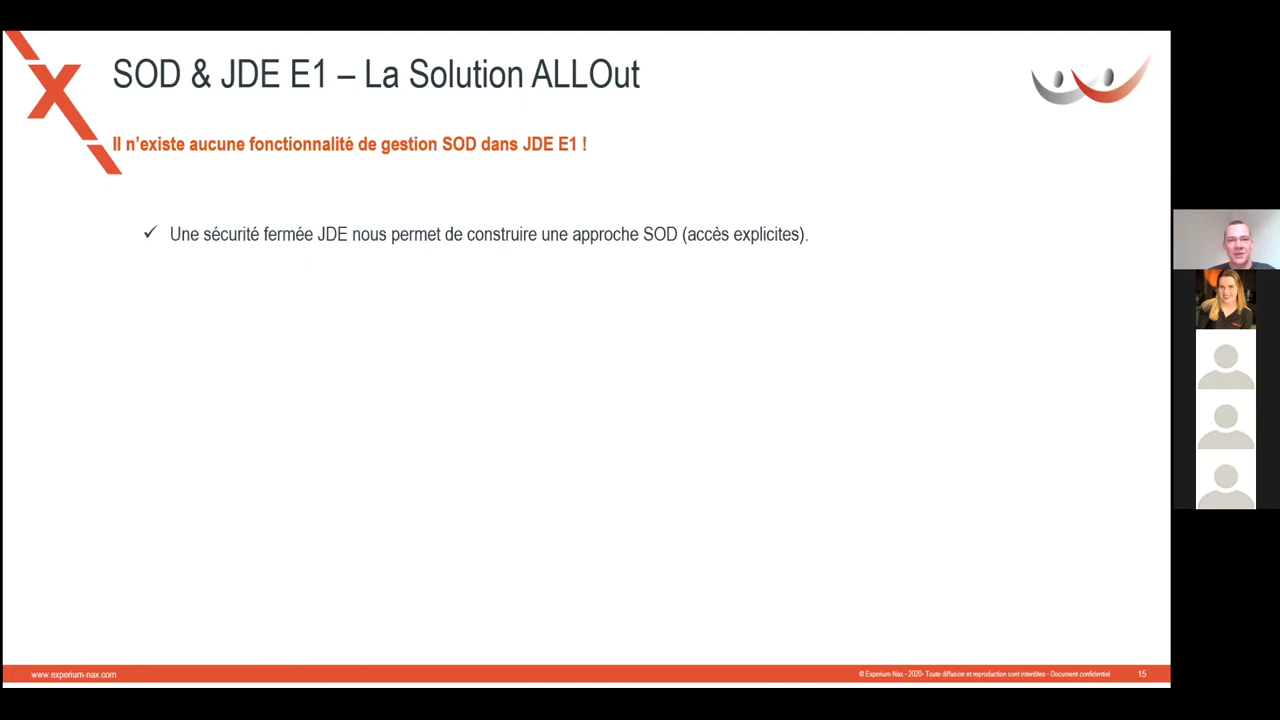 SOD & JDE E1 – La Solution ALLOut
Il n'existe aucune fonctionnalité de gestion SOD dans JDE E1 !
✓ Une sécurité fermée JDE nous permet de construire une approche SOD (accès explicites).
www.experium-nax.com
© Experium Nax - 2020- Toute diffusion et reproduction sont interdites - Document confidentiel
15